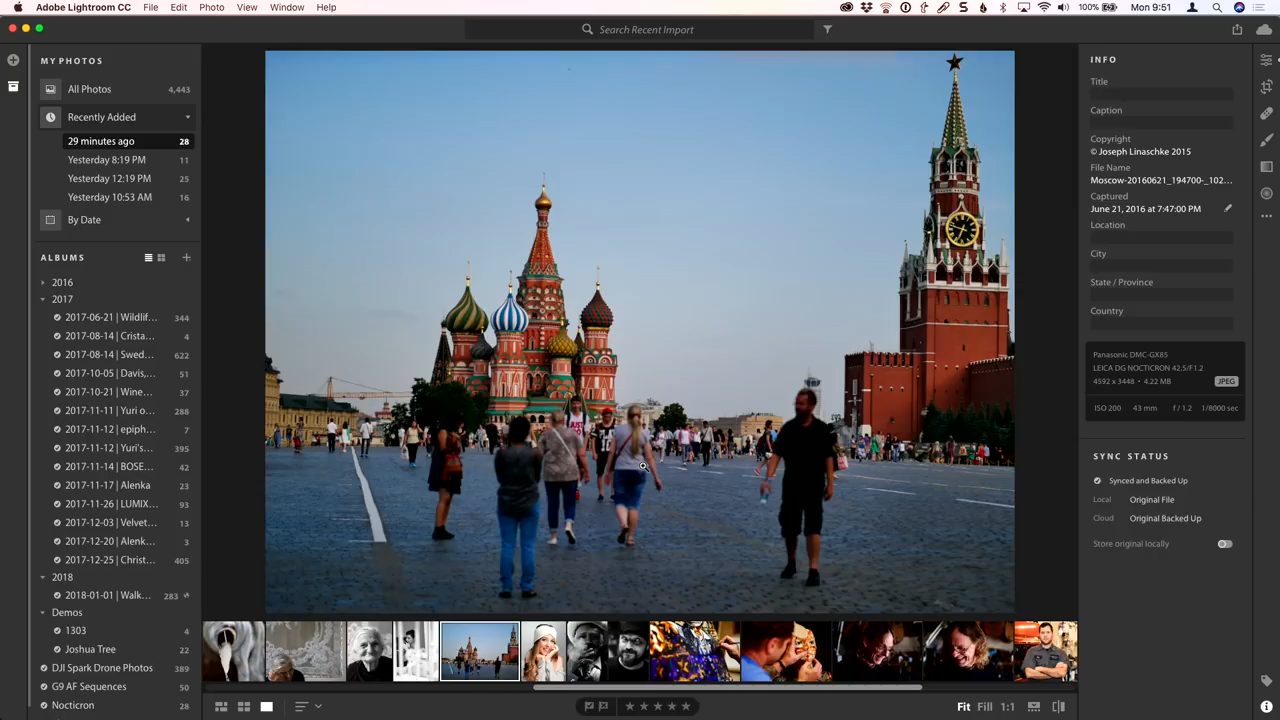 Adobe Lightroom CC File Edit Photo View Window Help 100% Mon 9:51
Search Recent Import
MY PHOTOS
All Photos 4,443
Recently Added
29 minutes ago 28
Yesterday 8:19 PM 11
Yesterday 12:19 PM 25
Yesterday 10:53 AM 16
By Date
ALBUMS
2016
2017
2017-06-21 | Wildlif... 344
2017-08-14 | Crista... 4
2017-08-14 | Swed... 622
2017-10-05 | Davis,... 51
2017-10-21 | Wine... 37
2017-11-11 | Yuri o... 288
2017-11-12 | epiph... 7
2017-11-12 | Yuri's... 395
2017-11-14 | BOSE... 42
2017-11-17 | Alenka 23
2017-11-26 | LUMIX... 93
2017-12-03 | Velvet... 13
2017-12-20 | Alenk... 3
2017-12-25 | Christ... 405
2018
2018-01-01 | Walk... 283
Demos
1303 4
Joshua Tree 22
DJI Spark Drone Photos 389
G9 AF Sequences 50
Nocticron 28
Fit Fill 1:1
INFO
Title
Caption
Copyright
© Joseph Linaschke 2015
File Name
Moscow-20160621_194700-_102...
Captured
June 21, 2016 at 7:47:00 PM
Location
City
State / Province
Country
Panasonic DMC-GX85
LEICA DG NOCTICRON 42.5/F1.2
4592 x 3448 • 4.22 MB JPEG
ISO 200 43 mm f / 1.2 1/8000 sec
SYNC STATUS
Synced and Backed Up
Local Original File
Cloud Original Backed Up
Store original locally